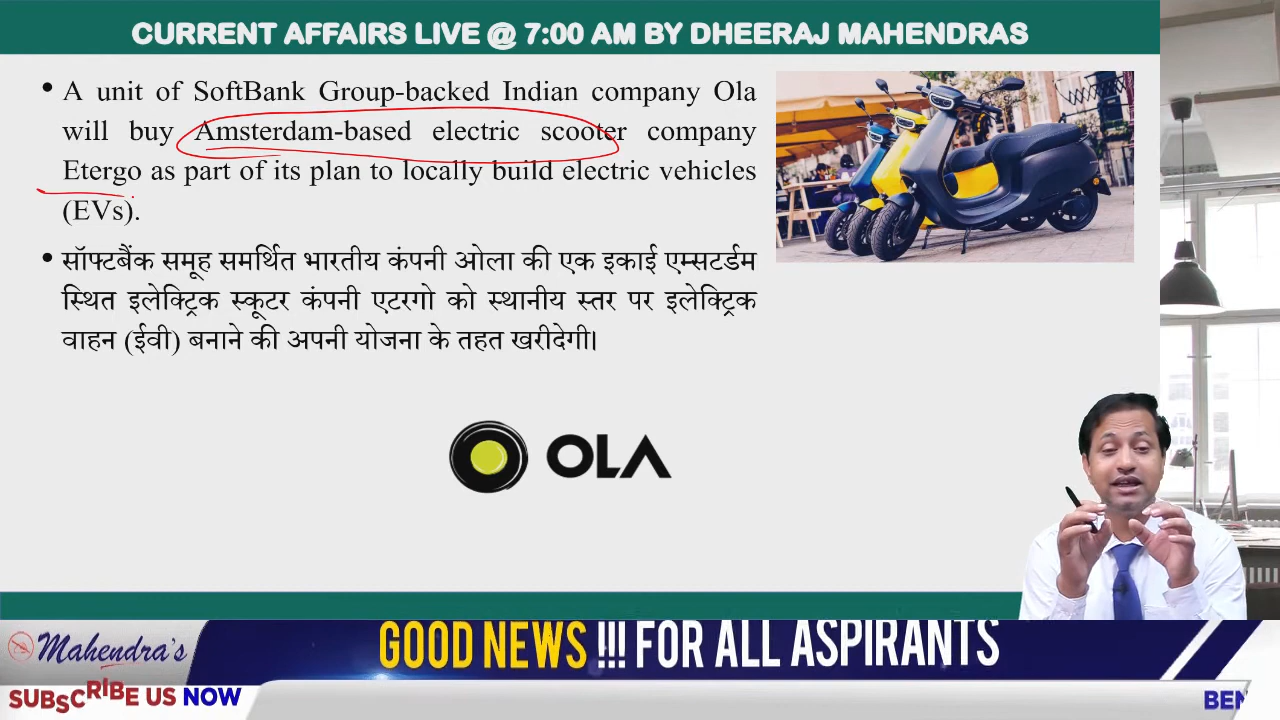 CURRENT AFFAIRS LIVE @ 7:00 AM BY DHEERAJ MAHENDRAS
• A unit of SoftBank Group-backed Indian company Ola
will buy Amsterdam-based electric scooter company
Etergo as part of its plan to locally build electric vehicles
(EVs).
• सॉफ्टबैंक समूह समर्थित भारतीय कंपनी ओला की एक इकाई एम्सटर्डम
स्थित इलेक्ट्रिक स्कूटर कंपनी एटरगो को स्थानीय स्तर पर इलेक्ट्रिक
वाहन (ईवी) बनाने की अपनी योजना के तहत खरीदेगी।
OLA
Mahendra's
GOOD NEWS !!! FOR ALL ASPIRANTS
SUBSCRIBE US NOW
BEN